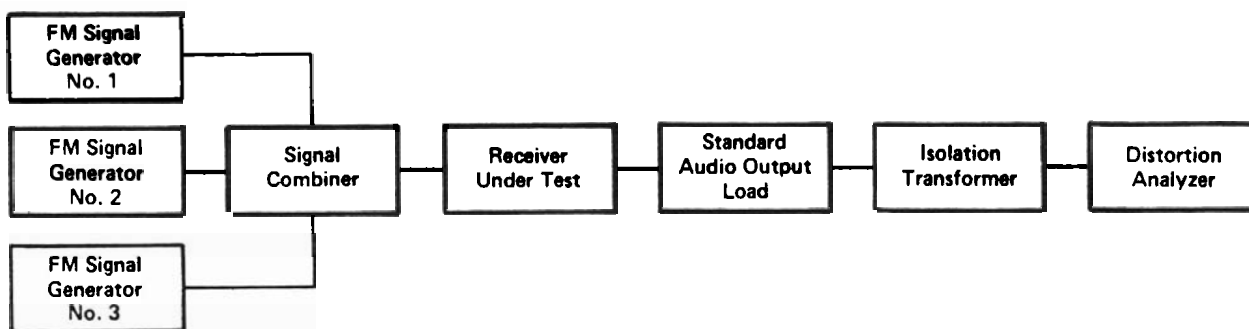 FM Signal
Generator
No. 1
FM Signal
Generator
No. 2
FM Signal
Generator
No. 3
Signal
Combiner
Receiver
Under Test
Standard
Audio Output
Load
Isolation
Transformer
Distortion
Analyzer